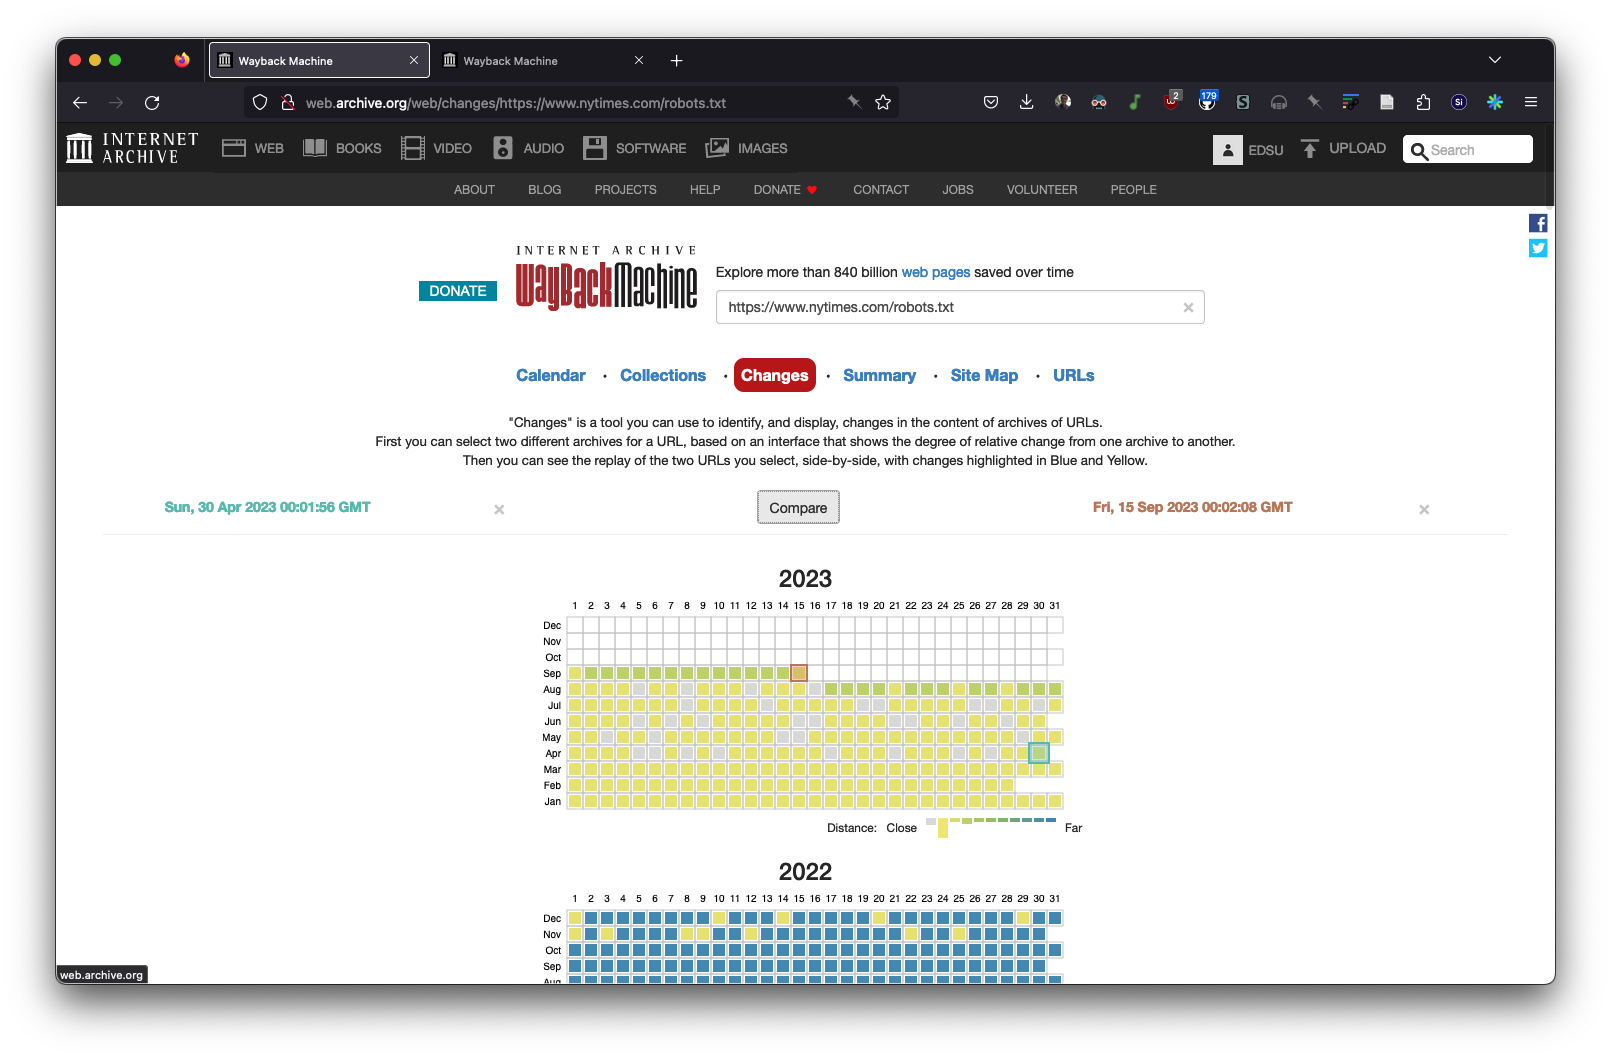 Wayback Machine
Wayback Machine
web.archive.org/web/changes/https://www.nytimes.com/robots.txt
2
179
S
Si
INTERNET ARCHIVE
WEB BOOKS VIDEO AUDIO SOFTWARE IMAGES
EDSU UPLOAD Search
ABOUT BLOG PROJECTS HELP DONATE CONTACT JOBS VOLUNTEER PEOPLE
DONATE
INTERNET ARCHIVE
WayBackMachine
Explore more than 840 billion web pages saved over time
https://www.nytimes.com/robots.txt
Calendar · Collections · Changes · Summary · Site Map · URLs
"Changes" is a tool you can use to identify, and display, changes in the content of archives of URLs.
First you can select two different archives for a URL, based on an interface that shows the degree of relative change from one archive to another.
Then you can see the replay of the two URLs you select, side-by-side, with changes highlighted in Blue and Yellow.
Sun, 30 Apr 2023 00:01:56 GMT × Compare Fri, 15 Sep 2023 00:02:08 GMT ×
2023
1 2 3 4 5 6 7 8 9 10 11 12 13 14 15 16 17 18 19 20 21 22 23 24 25 26 27 28 29 30 31
Dec
Nov
Oct
Sep
Aug
Jul
Jun
May
Apr
Mar
Feb
Jan
Distance: Close Far
2022
1 2 3 4 5 6 7 8 9 10 11 12 13 14 15 16 17 18 19 20 21 22 23 24 25 26 27 28 29 30 31
Dec
Nov
Oct
Sep
Aug
web.archive.org